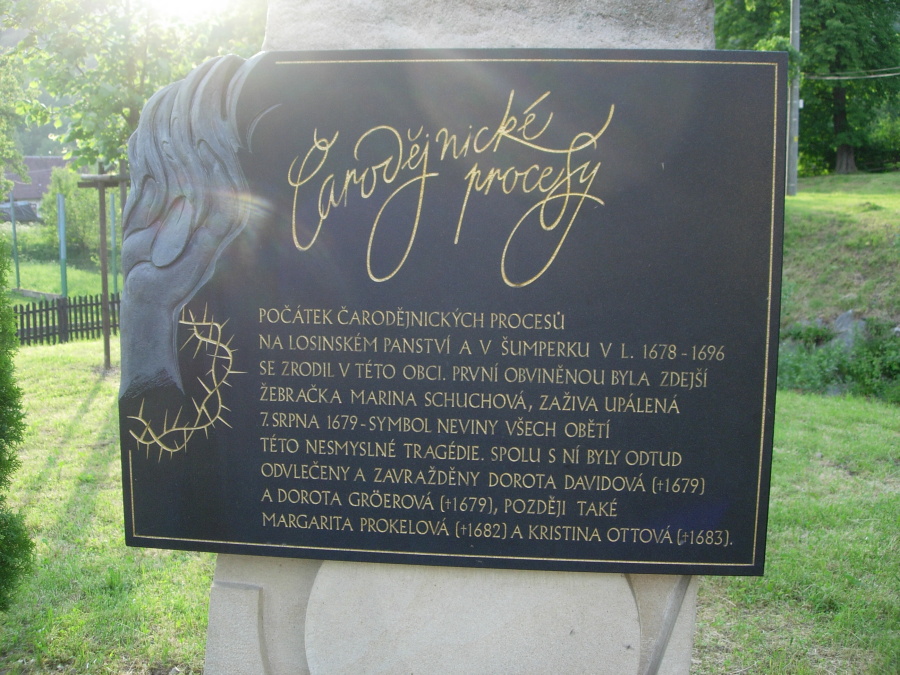 Čarodějnické
procesy
POČÁTEK ČARODĚJNICKÝCH PROCESŮ
NA LOSINSKÉM PANSTVÍ A V ŠUMPERKU V L. 1678-1696
SE ZRODIL V TÉTO OBCI. PRVNÍ OBVINĚNOU BYLA ZDEJŠÍ
ŽEBRAČKA MARINA SCHUCHOVÁ, ZAŽIVA UPÁLENÁ
7. SRPNA 1679-SYMBOL NEVINY VŠECH OBĚTÍ
TÉTO NESMYSLNÉ TRAGÉDIE. SPOLU S NÍ BYLY ODTUD
ODVLEČENY A ZAVRAŽDĚNY DOROTA DAVIDOVÁ (†1679)
A DOROTA GRÖEROVÁ (†1679), POZDĚJI TAKÉ
MARGARITA PROKELOVÁ (†1682) A KRISTINA OTTOVÁ (†1683).